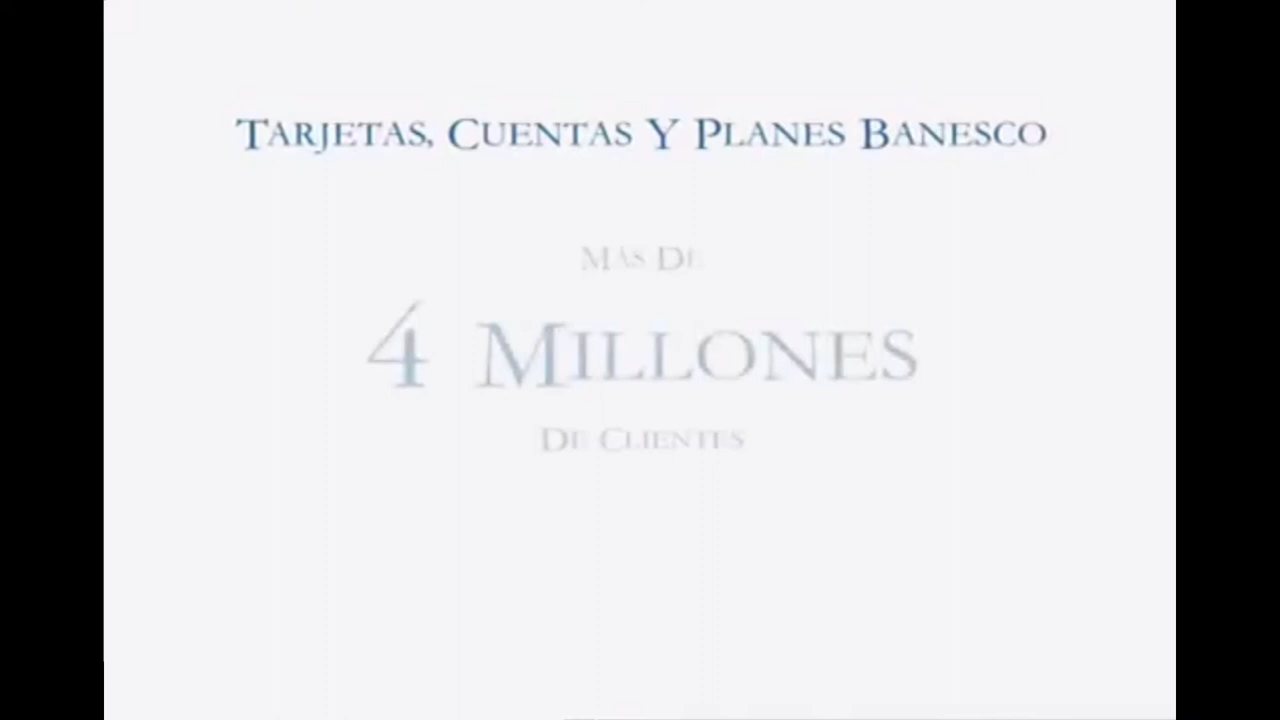 TARJETAS, CUENTAS Y PLANES BANESCO
MÁS DE
4 MILLONES
DE CLIENTES